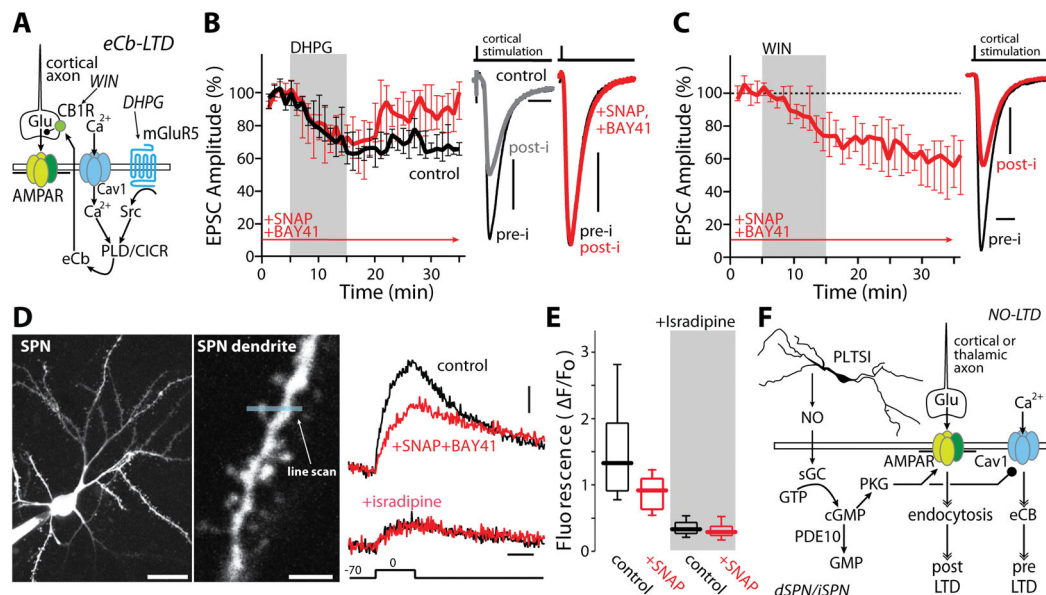 A
eCb-LTD
cortical
axon
WIN
CB1R
DHPG
Glu
Ca2+
mGluR5
AMPAR
Cav1
Ca2+
Src
PLD/CICR
eCb
B
DHPG
EPSC Amplitude (% )
120
100
80
60
40
20
0
+SNAP
+BAY41
control
0 10 20 30
Time (min)
cortical
stimulation
control
post-i
pre-i
+SNAP,
+BAY41
pre-i
post-i
C
WIN
EPSC Amplitude (% )
120
100
80
60
40
20
0
+SNAP
+BAY41
0 10 20 30
Time (min)
cortical
stimulation
post-i
pre-i
D
SPN
SPN dendrite
line scan
control
+SNAP+BAY41
+isradipine
-70
0
E
Fluorescence ( ΔF/Fo )
+Isradipine
4
3
2
1
0
control
+SNAP
control
+SNAP
F
NO-LTD
PLTSI
cortical or
thalamic
axon
Glu
Ca2+
NO
AMPAR
Cav1
sGC
GTP
PKG
cGMP
PDE10
GMP
endocytosis
eCB
post
LTD
pre
LTD
dSPN/iSPN